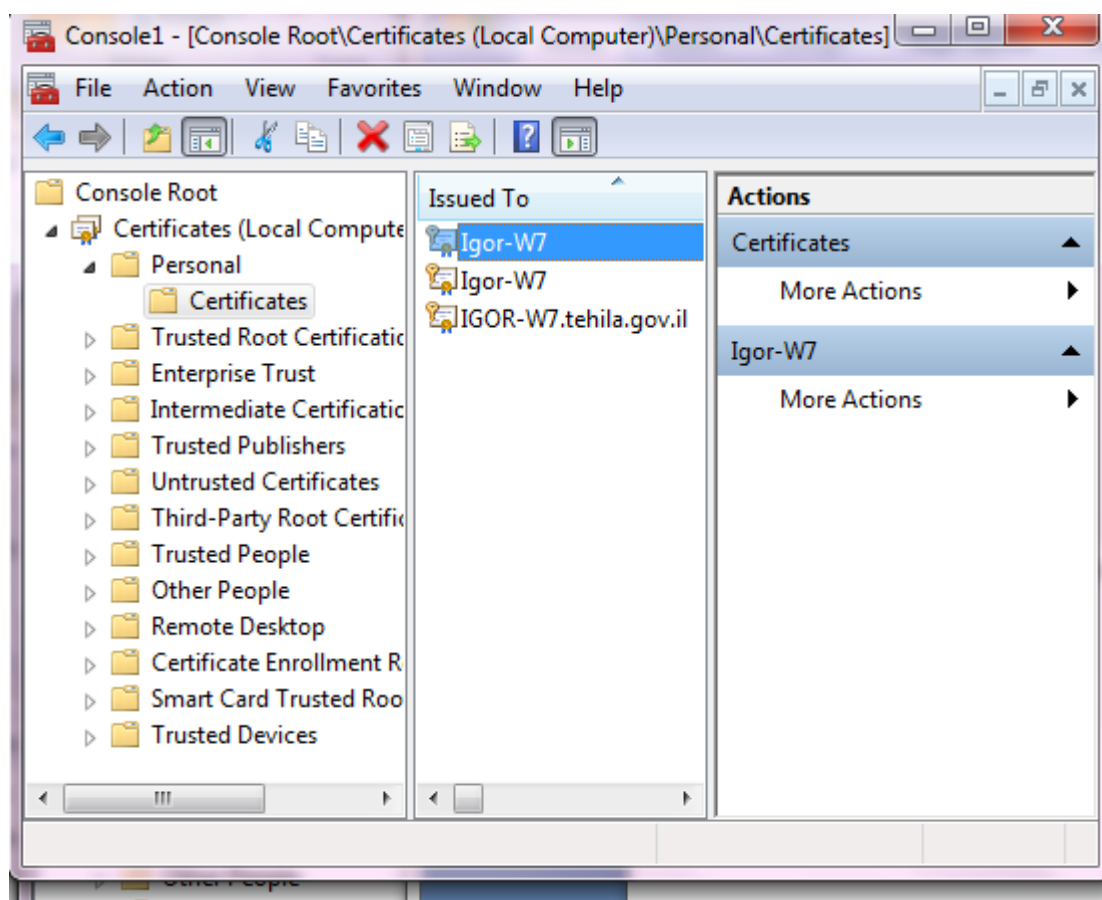 Console1 - [Console Root\Certificates (Local Computer)\Personal\Certificates]
File Action View Favorites Window Help
Console Root
Certificates (Local Compute
Personal
Certificates
Trusted Root Certificatic
Enterprise Trust
Intermediate Certificatic
Trusted Publishers
Untrusted Certificates
Third-Party Root Certific
Trusted People
Other People
Remote Desktop
Certificate Enrollment R
Smart Card Trusted Roo
Trusted Devices
Issued To
Igor-W7
Igor-W7
IGOR-W7.tehila.gov.il
Actions
Certificates
More Actions
Igor-W7
More Actions
Other People